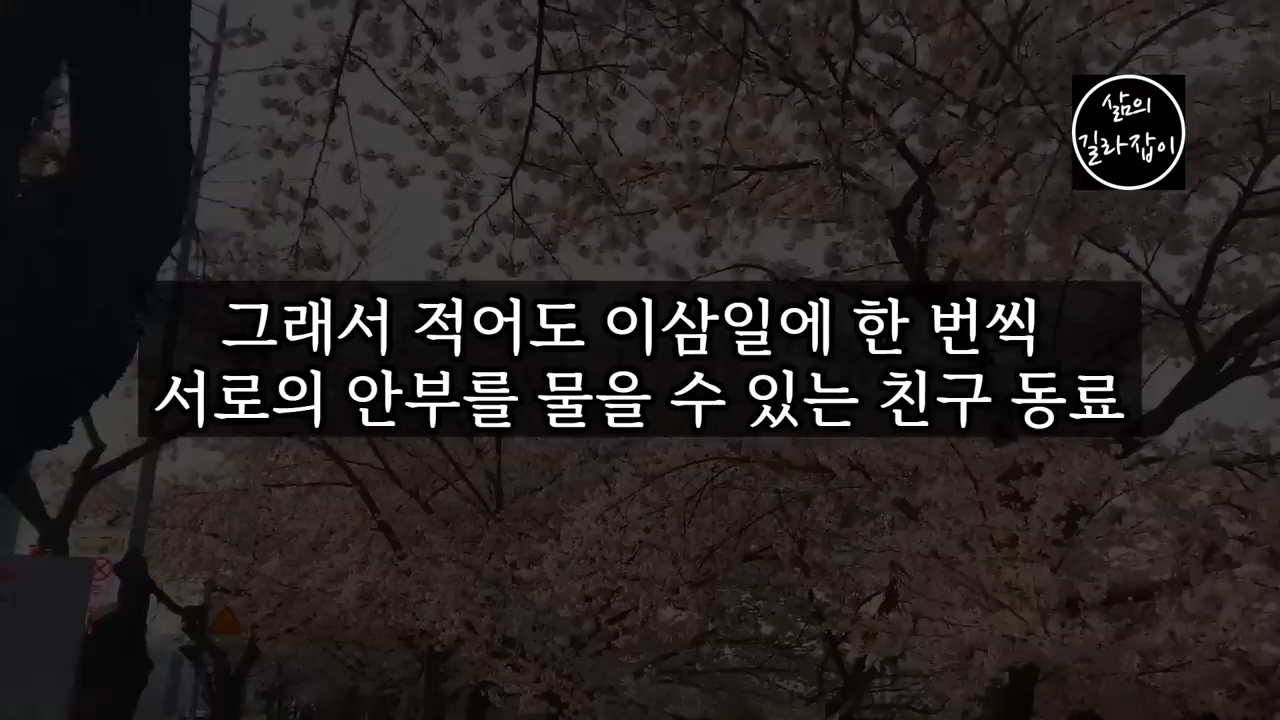 삶의
길라잡이
그래서 적어도 이삼일에 한 번씩
서로의 안부를 물을 수 있는 친구 동료